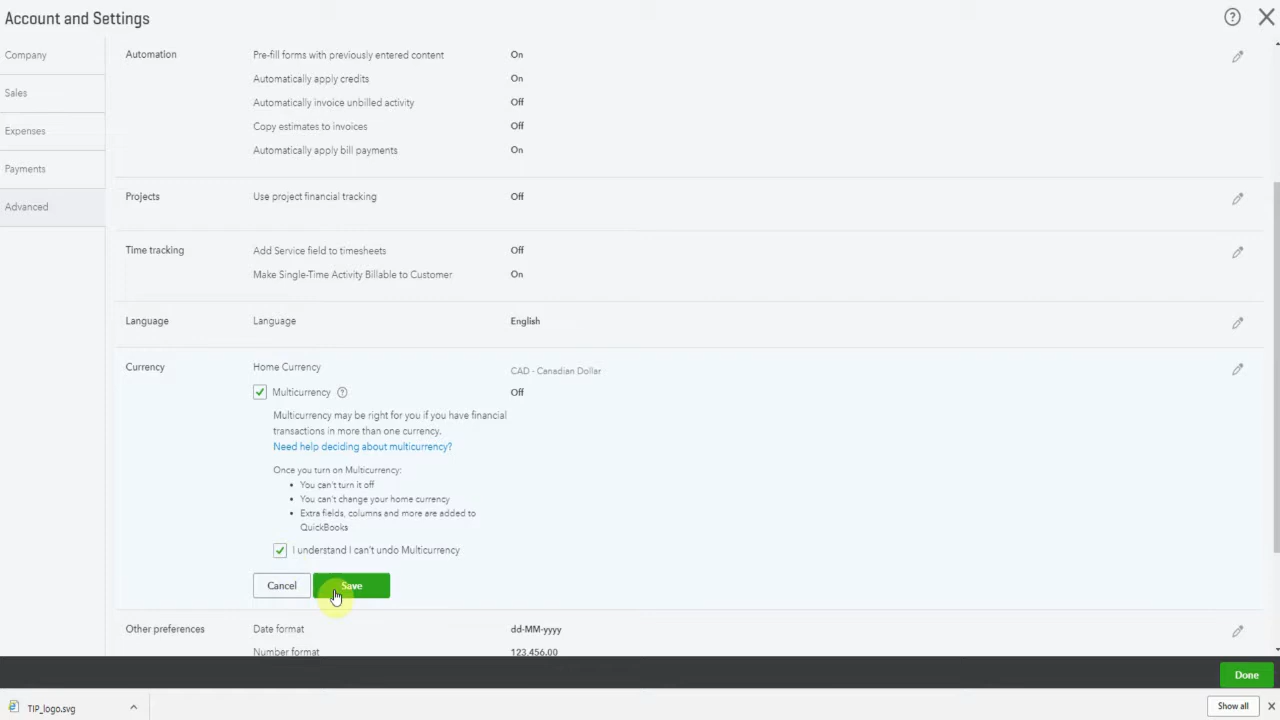 Account and Settings
Company
Sales
Expenses
Payments
Advanced
Automation
Pre-fill forms with previously entered content On
Automatically apply credits On
Automatically invoice unbilled activity Off
Copy estimates to invoices Off
Automatically apply bill payments On
Projects Use project financial tracking Off
Time tracking Add Service field to timesheets Off
Make Single-Time Activity Billable to Customer On
Language Language English
Currency Home Currency CAD - Canadian Dollar
Multicurrency ? Off
Multicurrency may be right for you if you have financial
transactions in more than one currency.
Need help deciding about multicurrency?
Once you turn on Multicurrency:
• You can't turn it off
• You can't change your home currency
• Extra fields, columns and more are added to
QuickBooks
I understand I can't undo Multicurrency
Cancel Save
Other preferences Date format dd-MM-yyyy
Number format 123,456.00
Done
TIP_logo.svg
Show all